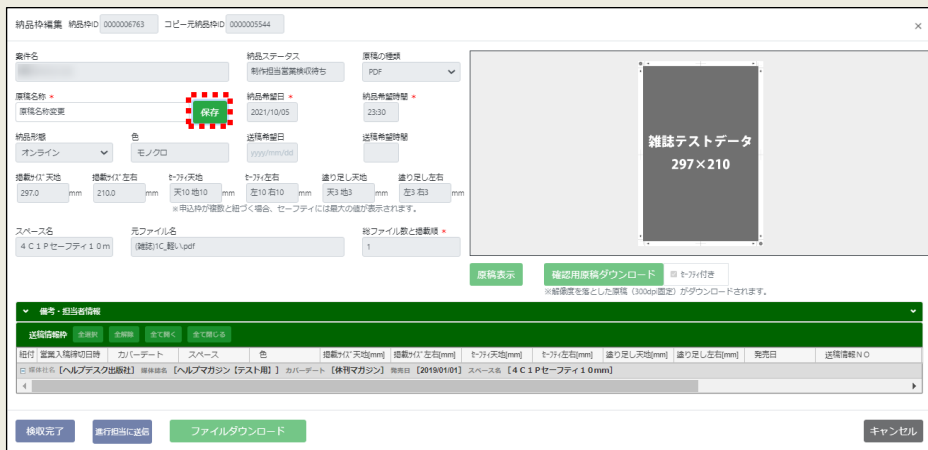 納品枠編集 納品枠ID 0000006763 コピー元納品枠ID 0000005544 ×
案件名 納品ステータス 原稿の種類
制作担当営業検収待ち PDF
原稿名称 * 納品希望日 * 納品希望時間 *
原稿名称変更 保存 2021/10/05 23:30
納品形態 色 送稿希望日 送稿希望時間
オンライン モノクロ yyyy/mm/dd
掲載ｻｲｽﾞ天地 掲載ｻｲｽﾞ左右 ｾｰﾌﾃｨ天地 ｾｰﾌﾃｨ左右 塗り足し天地 塗り足し左右
297.0 mm 210.0 mm 天10 地10 mm 左10 右10 mm 天3 地3 mm 左3 右3 mm
※申込枠が複数と紐づく場合、セーフティには最大の値が表示されます。
スペース名 元ファイル名 総ファイル数と掲載順 *
４Ｃ１Ｐセーフティ１０ｍ (雑誌)1C_軽い.pdf 1
雑誌テストデータ
297×210
原稿表示 確認用原稿ダウンロード ｾｰﾌﾃｨ付き
※解像度を落とした原稿（300dpi固定）がダウンロードされます。
備考・担当者情報
送稿情報枠 全選択 全解除 全て開く 全て閉じる
紐付 営業入稿締切日時 カバーデート スペース 色 掲載ｻｲｽﾞ天地[mm] 掲載ｻｲｽﾞ左右[mm] ｾｰﾌﾃｨ天地[mm] ｾｰﾌﾃｨ左右[mm] 塗り足し天地[mm] 塗り足し左右[mm] 発売日 送稿情報ＮＯ
媒体社名【ヘルプデスク出版社】 媒体誌名【ヘルプマガジン【テスト用】】 カバーデート【休刊マガジン】 発売日【2019/01/01】 スペース名【４Ｃ１Ｐセーフティ１０mm】
検収完了 進行担当に送信 ファイルダウンロード キャンセル